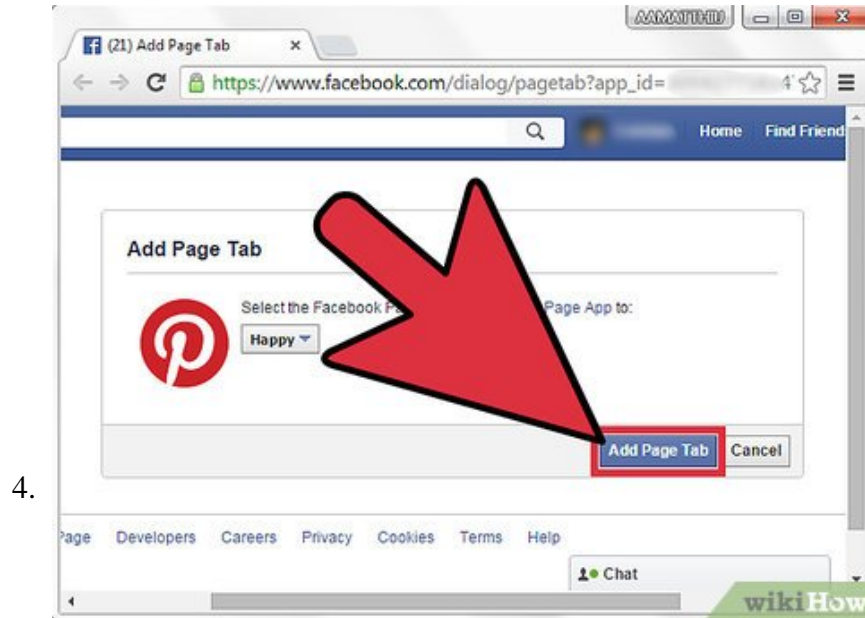 AAMATTHIU
(21) Add Page Tab
https://www.facebook.com/dialog/pagetab?app_id=
Home Find Friend
Add Page Tab
Select the Facebook Page App to:
Happy
Add Page Tab Cancel
4.
Page Developers Careers Privacy Cookies Terms Help
Chat
wikiHow